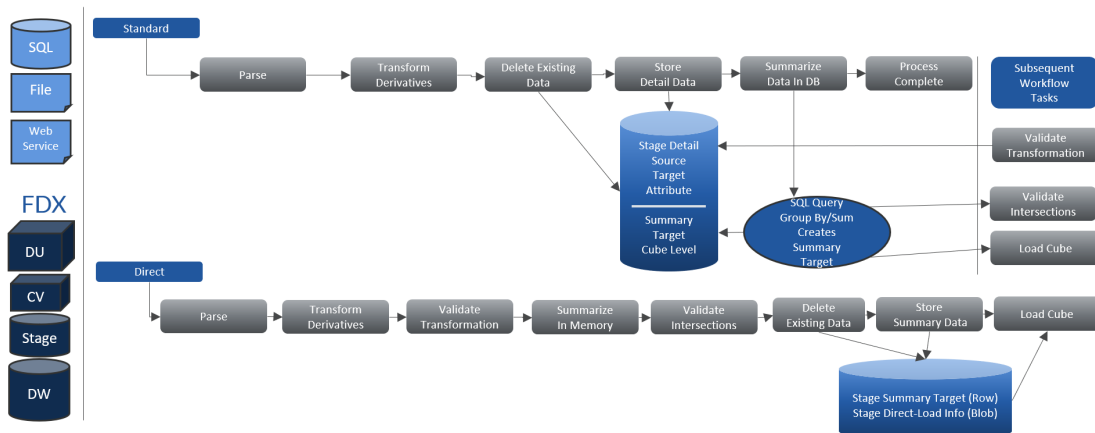 SQL
File
Web
Service
FDX
DU
CV
Stage
DW
Standard
Parse
Transform
Derivatives
Delete Existing
Data
Store
Detail Data
Summarize
Data In DB
Process
Complete
Subsequent
Workflow
Tasks
Stage Detail
Source
Target
Attribute
Summary
Target
Cube Level
SQL Query
Group By/Sum
Creates
Summary
Target
Validate
Transformation
Validate
Intersections
Load Cube
Direct
Parse
Transform
Derivatives
Validate
Transformation
Summarize
In Memory
Validate
Intersections
Delete
Existing Data
Store
Summary Data
Load Cube
Stage Summary Target (Row)
Stage Direct-Load Info (Blob)